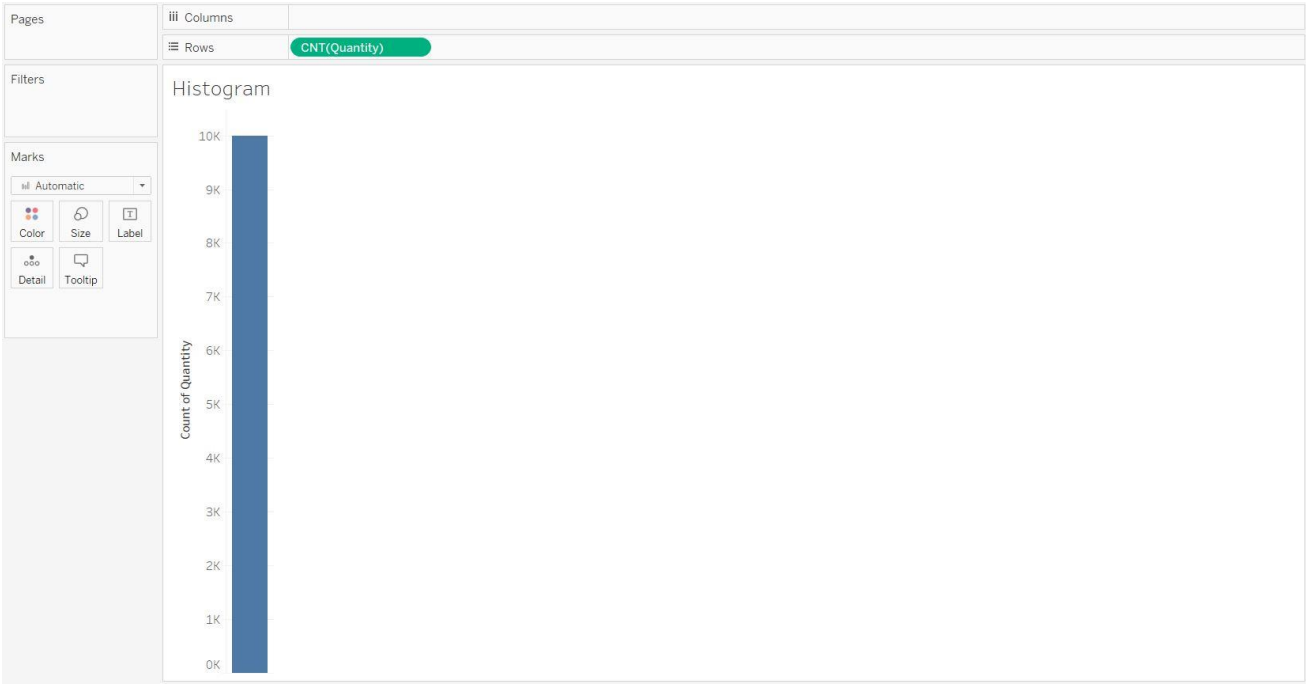 Pages
Columns
Rows
CNT(Quantity)
Filters
Marks
Automatic
Color
Size
T
Label
Detail
Tooltip
Histogram
10K
9K
8K
7K
6K
5K
4K
3K
2K
1K
0K
Count of Quantity